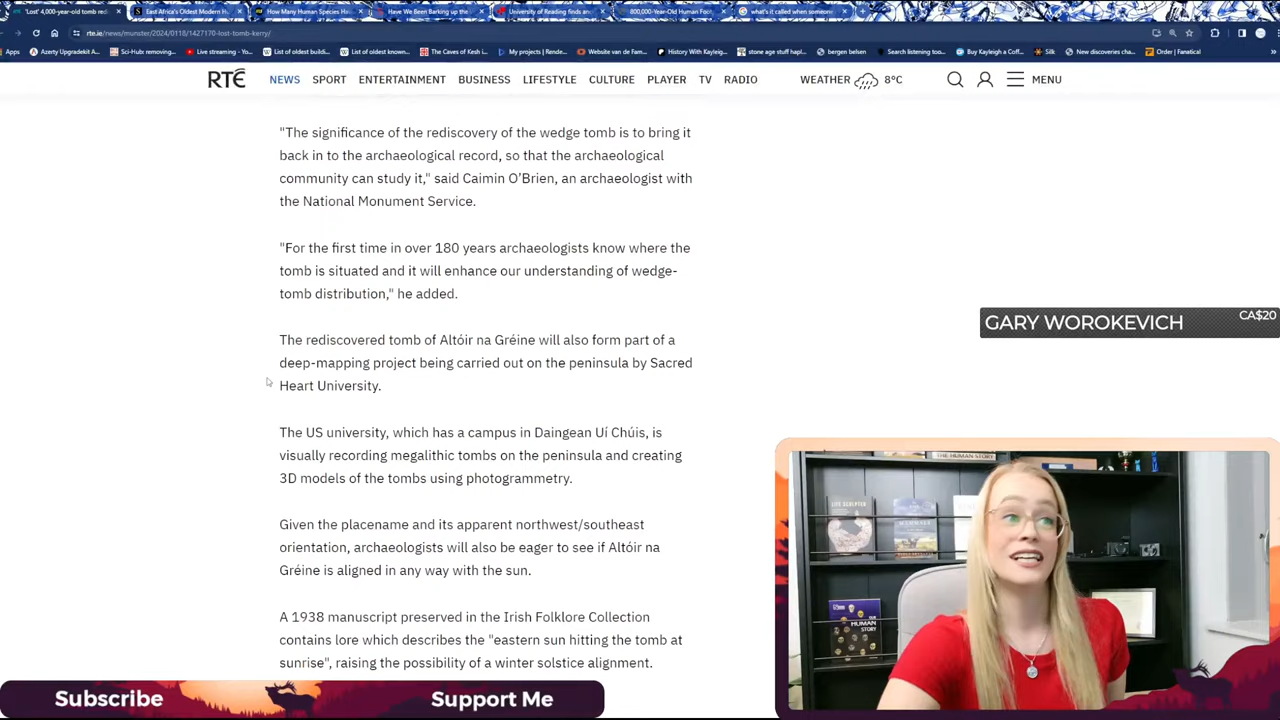 'Lost' 4,000-year-old tomb red
East Africa's Oldest Modern H
How Many Human Species Ha
Have We Been Barking up the
University of Reading finds an
800,000-Year-Old Human Foot
what's it called when someone
rte.ie/news/munster/2024/0118/1427170-lost-tomb-kerry/
Apps
Azerty Upgradekit A
Sci-Hub: removing
Live streaming - Yo
List of oldest buildi
List of oldest known
The Caves of Kesh i
My projects | Rende
Website van de Fam
History With Kayleigh
stone age stuff hapl
bergen belsen
Search listening too
Buy Kayleigh a Coff
Silk
New discoveries cha
Order | Fanatical
RTÉ NEWS SPORT ENTERTAINMENT BUSINESS LIFESTYLE CULTURE PLAYER TV RADIO WEATHER 8°C MENU
"The significance of the rediscovery of the wedge tomb is to bring it
back in to the archaeological record, so that the archaeological
community can study it," said Caimin O'Brien, an archaeologist with
the National Monument Service.
"For the first time in over 180 years archaeologists know where the
tomb is situated and it will enhance our understanding of wedge-
tomb distribution," he added.
The rediscovered tomb of Altóir na Gréine will also form part of a
deep-mapping project being carried out on the peninsula by Sacred
Heart University.
The US university, which has a campus in Daingean Uí Chúis, is
visually recording megalithic tombs on the peninsula and creating
3D models of the tombs using photogrammetry.
Given the placename and its apparent northwest/southeast
orientation, archaeologists will also be eager to see if Altóir na
Gréine is aligned in any way with the sun.
A 1938 manuscript preserved in the Irish Folklore Collection
contains lore which describes the "eastern sun hitting the tomb at
sunrise", raising the possibility of a winter solstice alignment.
GARY WOROKEVICH CA$20
THE HUMAN STORY
HUMAN
STORY
Subscribe
Support Me